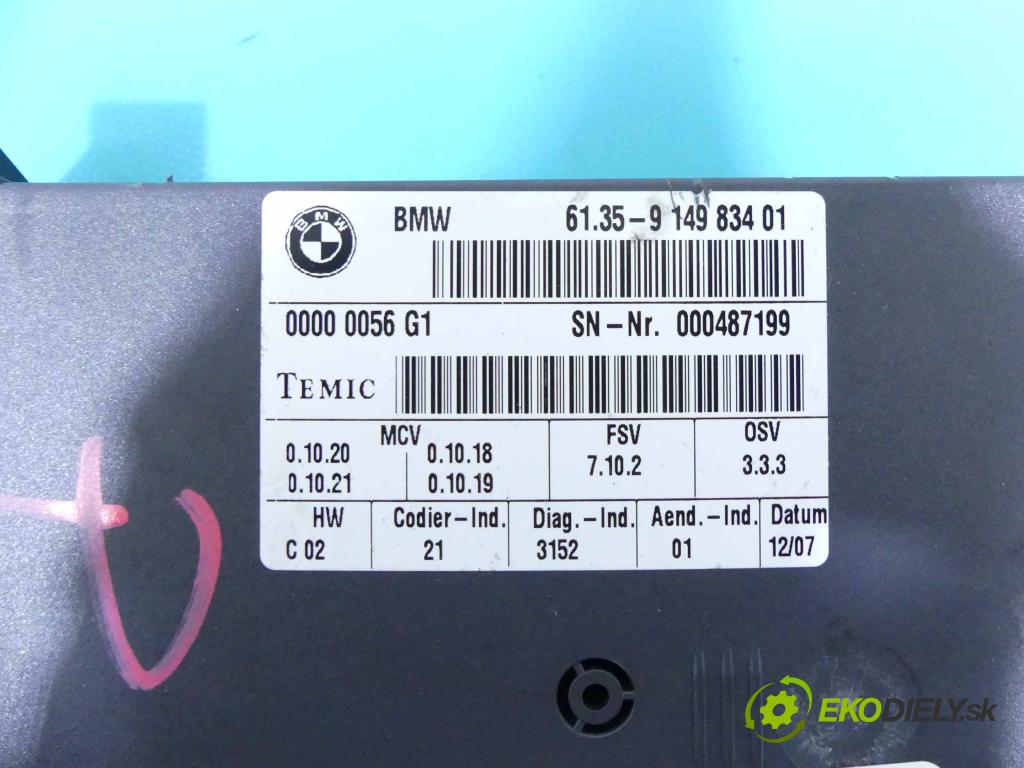 BMW
BMW 61.35-9 149 834 01
0000 0056 G1 SN-Nr. 000487199
TEMIC
MCV FSV OSV
0.10.20 0.10.18 7.10.2 3.3.3
0.10.21 0.10.19
HW Codier-Ind. Diag.-Ind. Aend.-Ind. Datum
C 02 21 3152 01 12/07
EKODIELY.sk